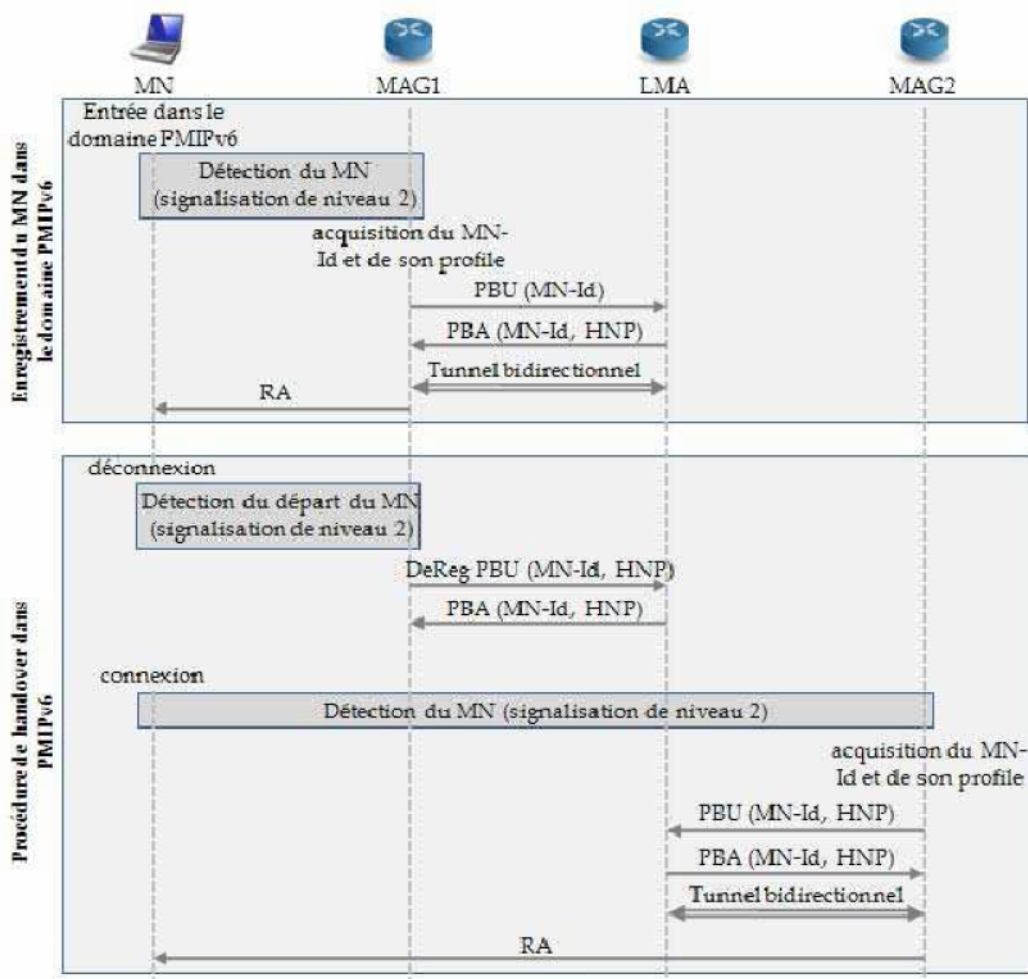 MN
MAG1
LMA
MAG2
Enregistrement du MN dans
le domaine PMIPv6
Entrée dans le
domaine PMIPv6
Détection du MN
(signalisation de niveau 2)
acquisition du MN-
Id et de son profile
PBU (MN-Id)
PBA (MN-Id, HNP)
Tunnel bidirectionnel
RA
Procédure de handover dans
PMIPv6
déconnexion
Détection du départ du MN
(signalisation de niveau 2)
DeReg PBU (MN-Id, HNP)
PBA (MN-Id, HNP)
connexion
Détection du MN (signalisation de niveau 2)
acquisition du MN-
Id et de son profile
PBU (MN-Id, HNP)
PBA (MN-Id, HNP)
Tunnel bidirectionnel
RA